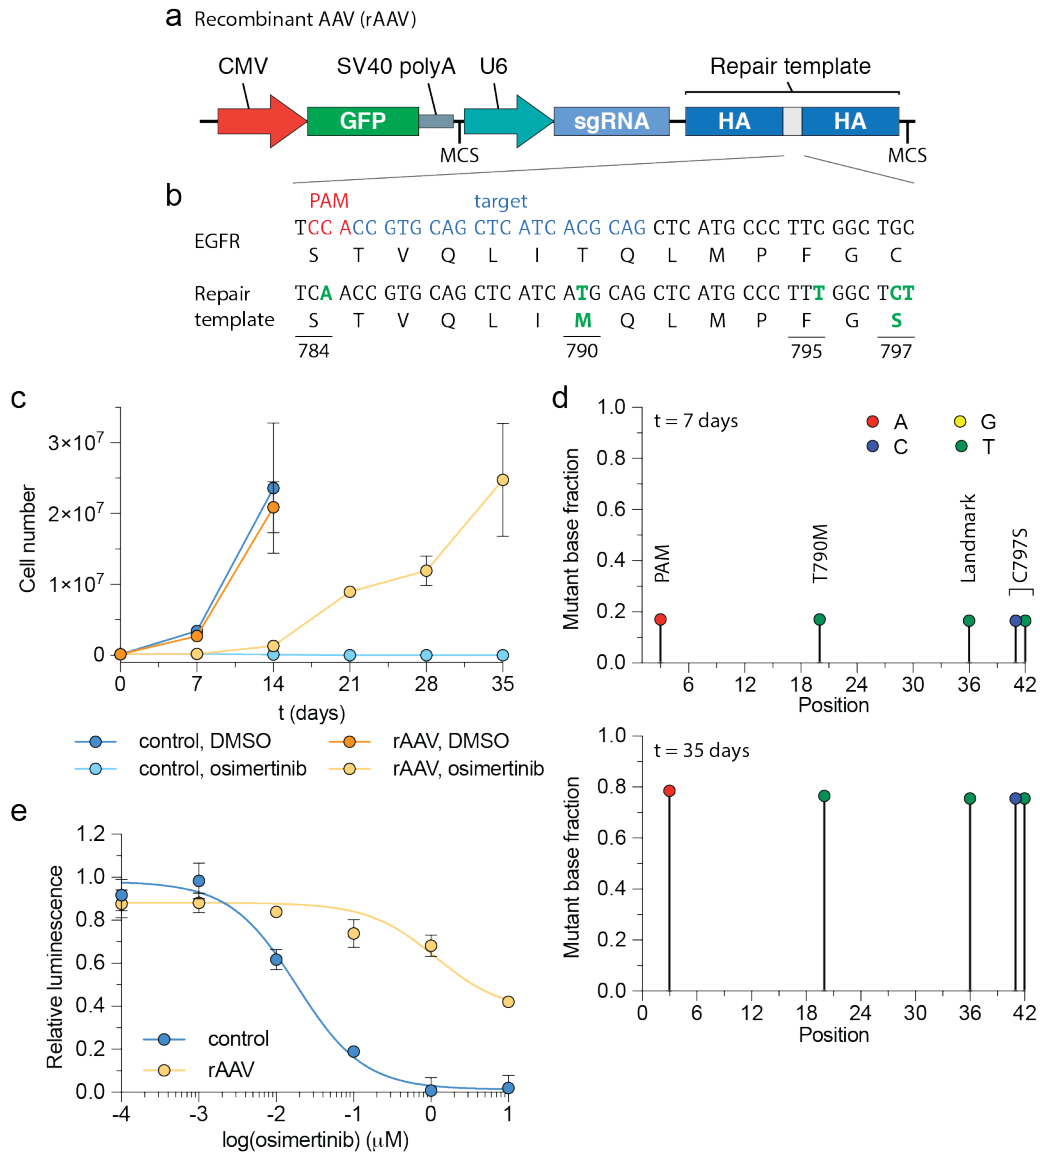 a Recombinant AAV (rAAV)
CMV SV40 polyA U6 Repair template
GFP sgRNA HA HA
MCS MCS
b
PAM target
EGFR TCC ACC GTG CAG CTC ATC ACG CAG CTC ATG CCC TTC GGC TGC
S T V Q L I T Q L M P F G C
Repair template TCA ACC GTG CAG CTC ATC ATG CAG CTC ATG CCC TTT GGC TCT
S T V Q L I M Q L M P F G S
784 790 795 797
c
Cell number
3×10⁷
2×10⁷
1×10⁷
0
0 7 14 21 28 35
t (days)
control, DMSO rAAV, DMSO
control, osimertinib rAAV, osimertinib
d
t = 7 days
A G
C T
Mutant base fraction
1.0
0.8
0.6
0.4
0.2
0.0
PAM T790M Landmark C797S
6 12 18 24 30 36 42
Position
t = 35 days
Mutant base fraction
1.0
0.8
0.6
0.4
0.2
0.0
0 6 12 18 24 30 36 42
Position
e
Relative luminescence
1.2
1.0
0.8
0.6
0.4
0.2
0.0
control
rAAV
-4 -3 -2 -1 0 1
log(osimertinib) (μM)